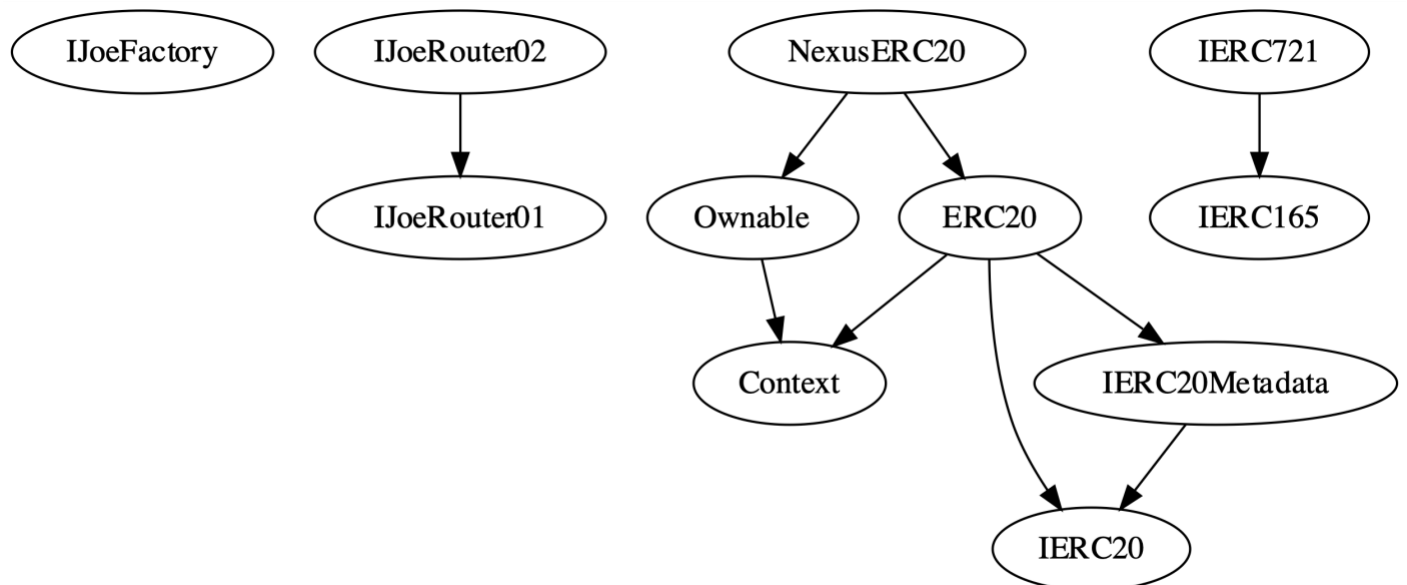 IJoeFactory
IJoeRouter02
NexusERC20
IERC721
IJoeRouter01
Ownable
ERC20
IERC165
Context
IERC20Metadata
IERC20